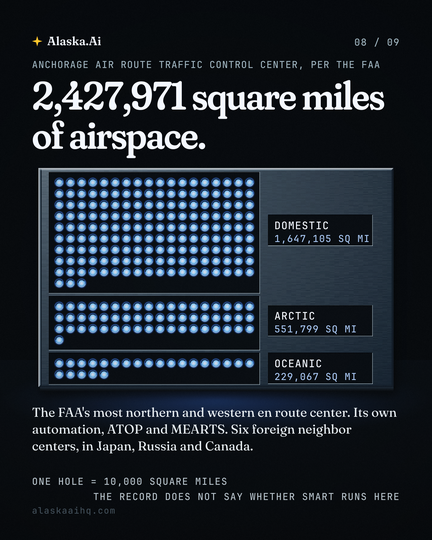 Alaska.Ai
08 / 09
ANCHORAGE AIR ROUTE TRAFFIC CONTROL CENTER, PER THE FAA
2,427,971 square miles
of airspace.
DOMESTIC
1,647,105 SQ MI
ARCTIC
551,799 SQ MI
OCEANIC
229,067 SQ MI
The FAA's most northern and western en route center. Its own
automation, ATOP and MEARTS. Six foreign neighbor
centers, in Japan, Russia and Canada.
ONE HOLE = 10,000 SQUARE MILES
THE RECORD DOES NOT SAY WHETHER SMART RUNS HERE
alaskaaihq.com